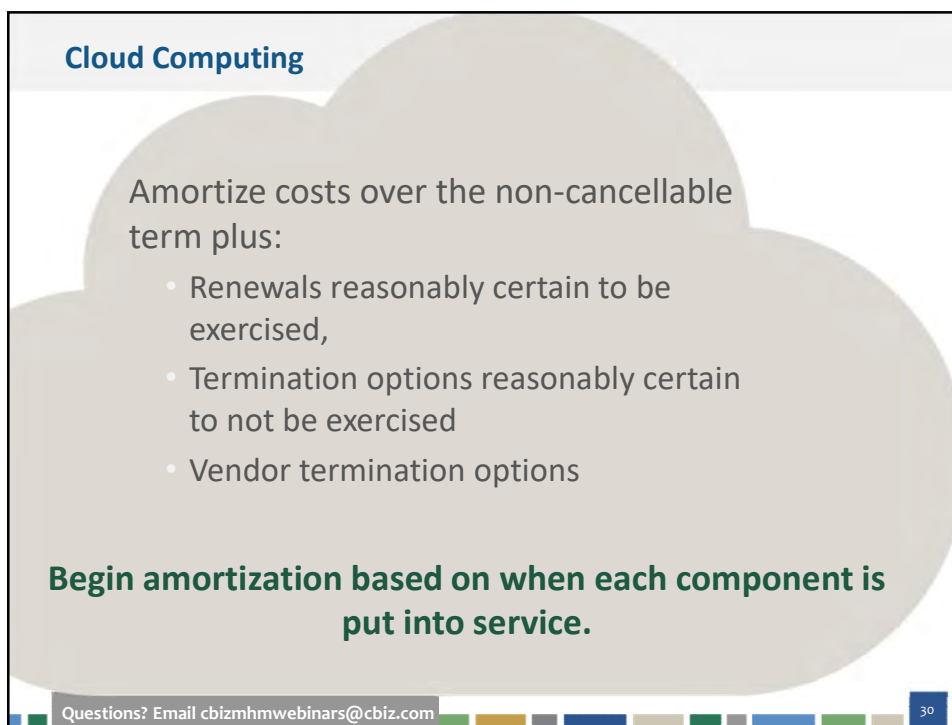 Cloud Computing
Amortize costs over the non-cancellable
term plus:
• Renewals reasonably certain to be
exercised,
• Termination options reasonably certain
to not be exercised
• Vendor termination options
Begin amortization based on when each component is
put into service.
Questions? Email cbizmhmwebinars@cbiz.com
30